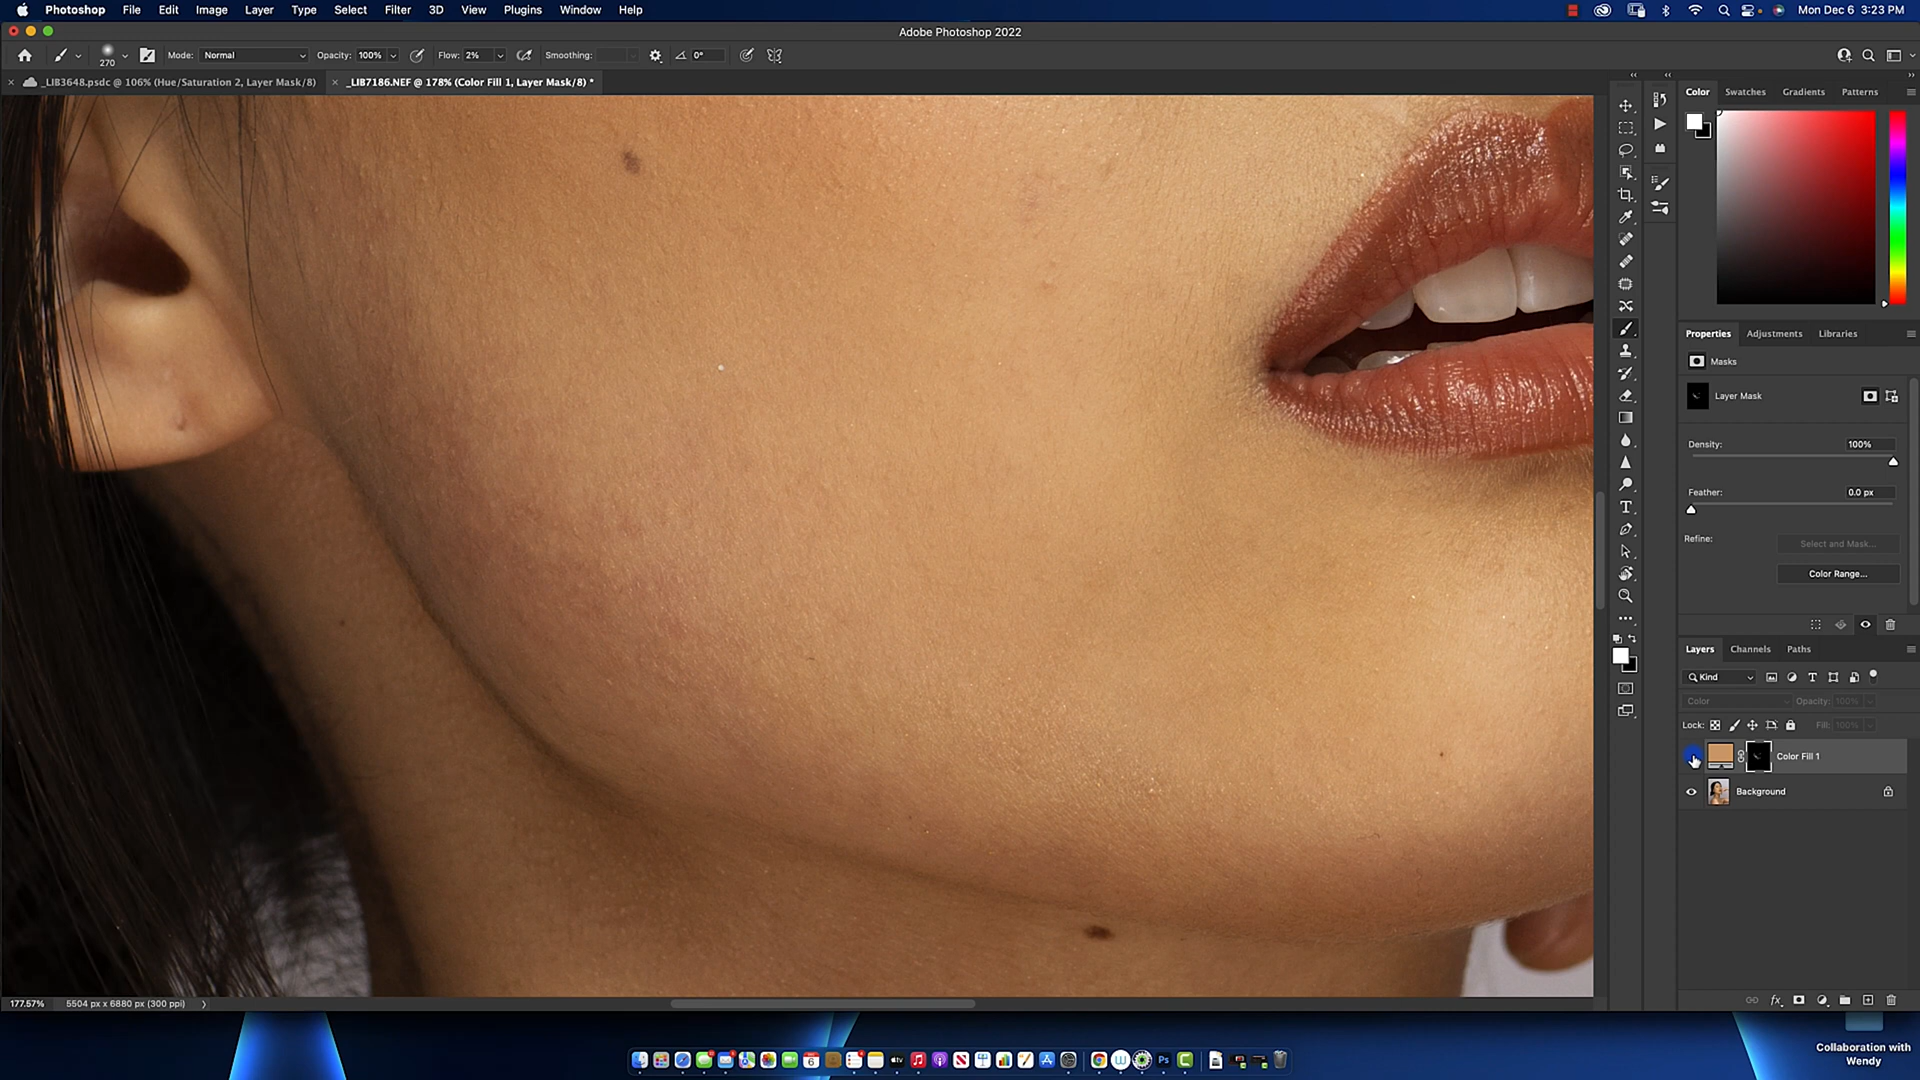 Photoshop File Edit Image Layer Type Select Filter 3D View Plugins Window Help Mon Dec 6 3:23 PM
Adobe Photoshop 2022
270 Mode: Normal Opacity: 100% Flow: 2% Smoothing: 0°
_LIB3648.psdc @ 106% (Hue/Saturation 2, Layer Mask/8) _LIB7186.NEF @ 178% (Color Fill 1, Layer Mask/8) *
Color Swatches Gradients Patterns
Properties Adjustments Libraries
Masks
Layer Mask
Density: 100%
Feather: 0.0 px
Refine: Select and Mask...
Color Range...
Layers Channels Paths
Kind
Color Opacity: 100%
Lock: Fill: 100%
Color Fill 1
Background
177.57% 5504 px x 6880 px (300 ppi)
Collaboration with
Wendy